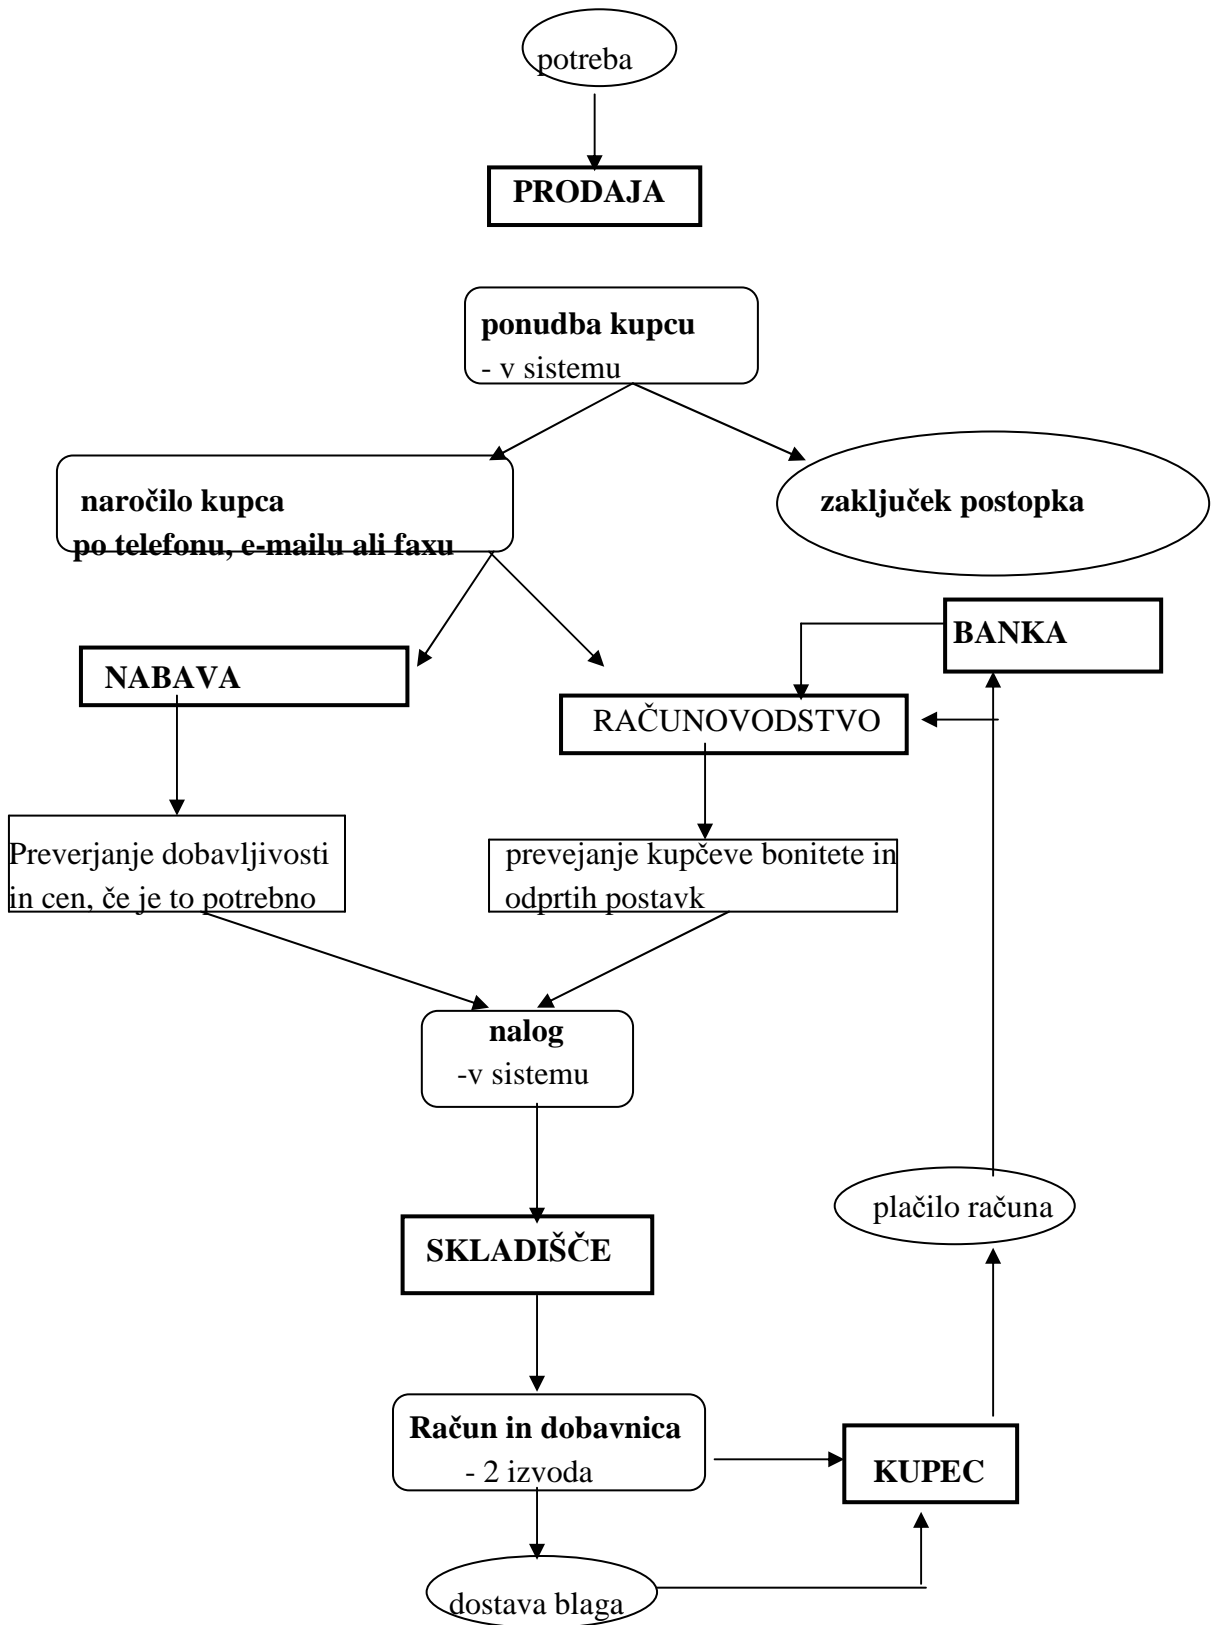 potreba
PRODAJA
ponudba kupcu
- v sistemu
naročilo kupca
po telefonu, e-mailu ali faxu
zaključek postopka
BANKA
NABAVA
RAČUNOVODSTVO
Preverjanje dobavljivosti
in cen, če je to potrebno
prevejanje kupčeve bonitete in
odprtih postavk
nalog
-v sistemu
plačilo računa
SKLADIŠČE
Račun in dobavnica
- 2 izvoda
KUPEC
dostava blaga